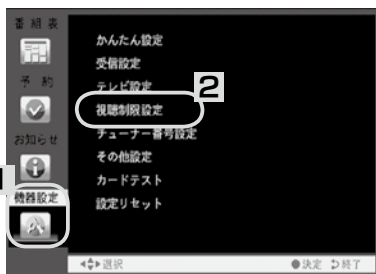 番組表
予約
お知らせ
機器設定
かんたん設定
受信設定
テレビ設定
視聴制限設定
2
チューナー番号設定
その他設定
カードテスト
設定リセット
選択
決定
終了